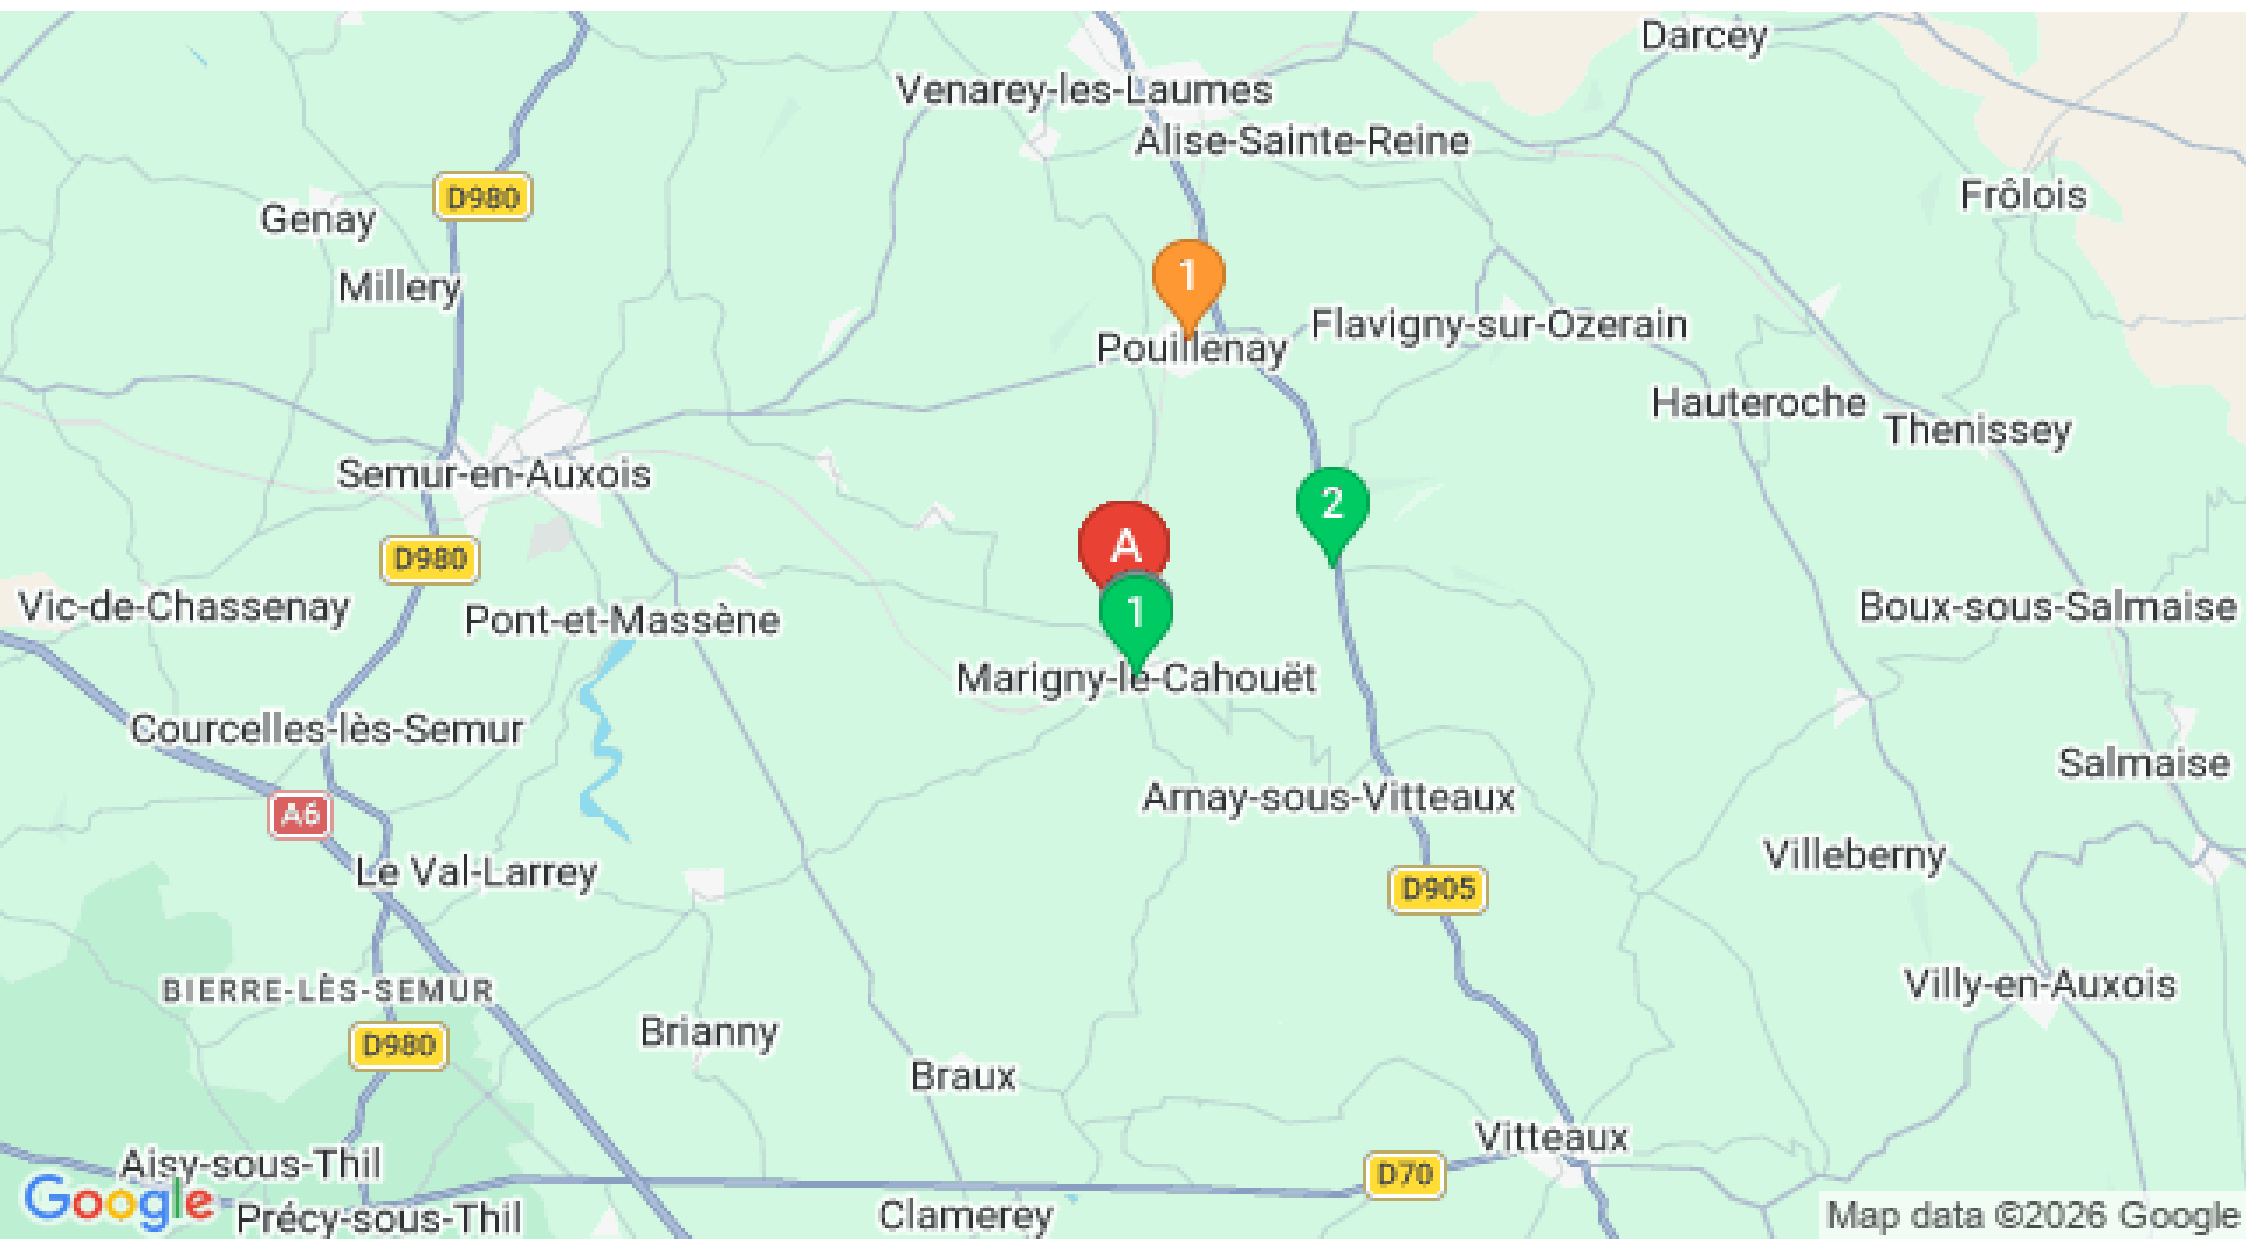 Darcey
Venarey-les-Laumes
Alise-Sainte-Reine
D980
Frôlois
Genay
1
Millery
Flavigny-sur-Ozerain
Pouillenay
Hauteroche
Thenissey
Semur-en-Auxois
2
A
D980
1
Vic-de-Chassenay
Boux-sous-Salmaise
Pont-et-Massène
Marigny-le-Cahouët
Courcelles-lès-Semur
Salmaise
Arnay-sous-Vitteaux
A6
Villeberny
Le Val-Larrey
D905
Villy-en-Auxois
BIERRE-LÈS-SEMUR
Brianny
D980
Braux
Vitteaux
Aisy-sous-Thil
D70
Google
Précy-sous-Thil
Clamerey
Map data ©2026 Google